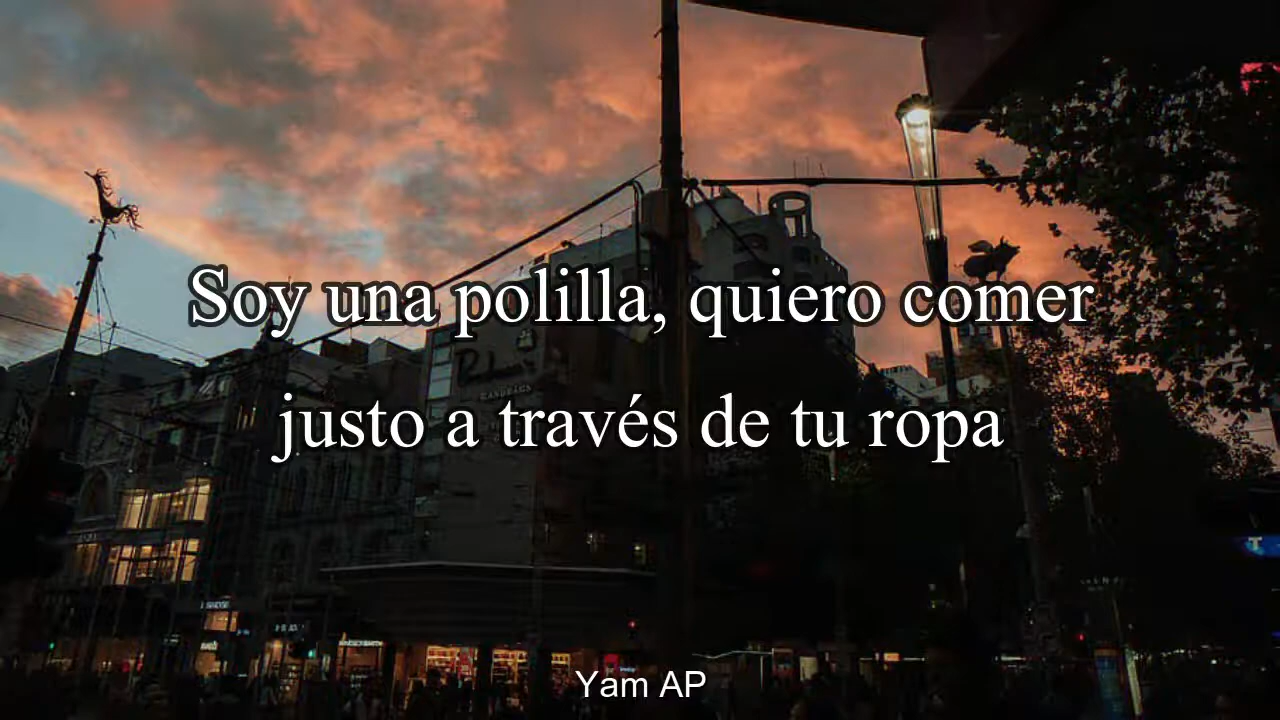 Soy una polilla, quiero comer
justo a través de tu ropa
Yam AP